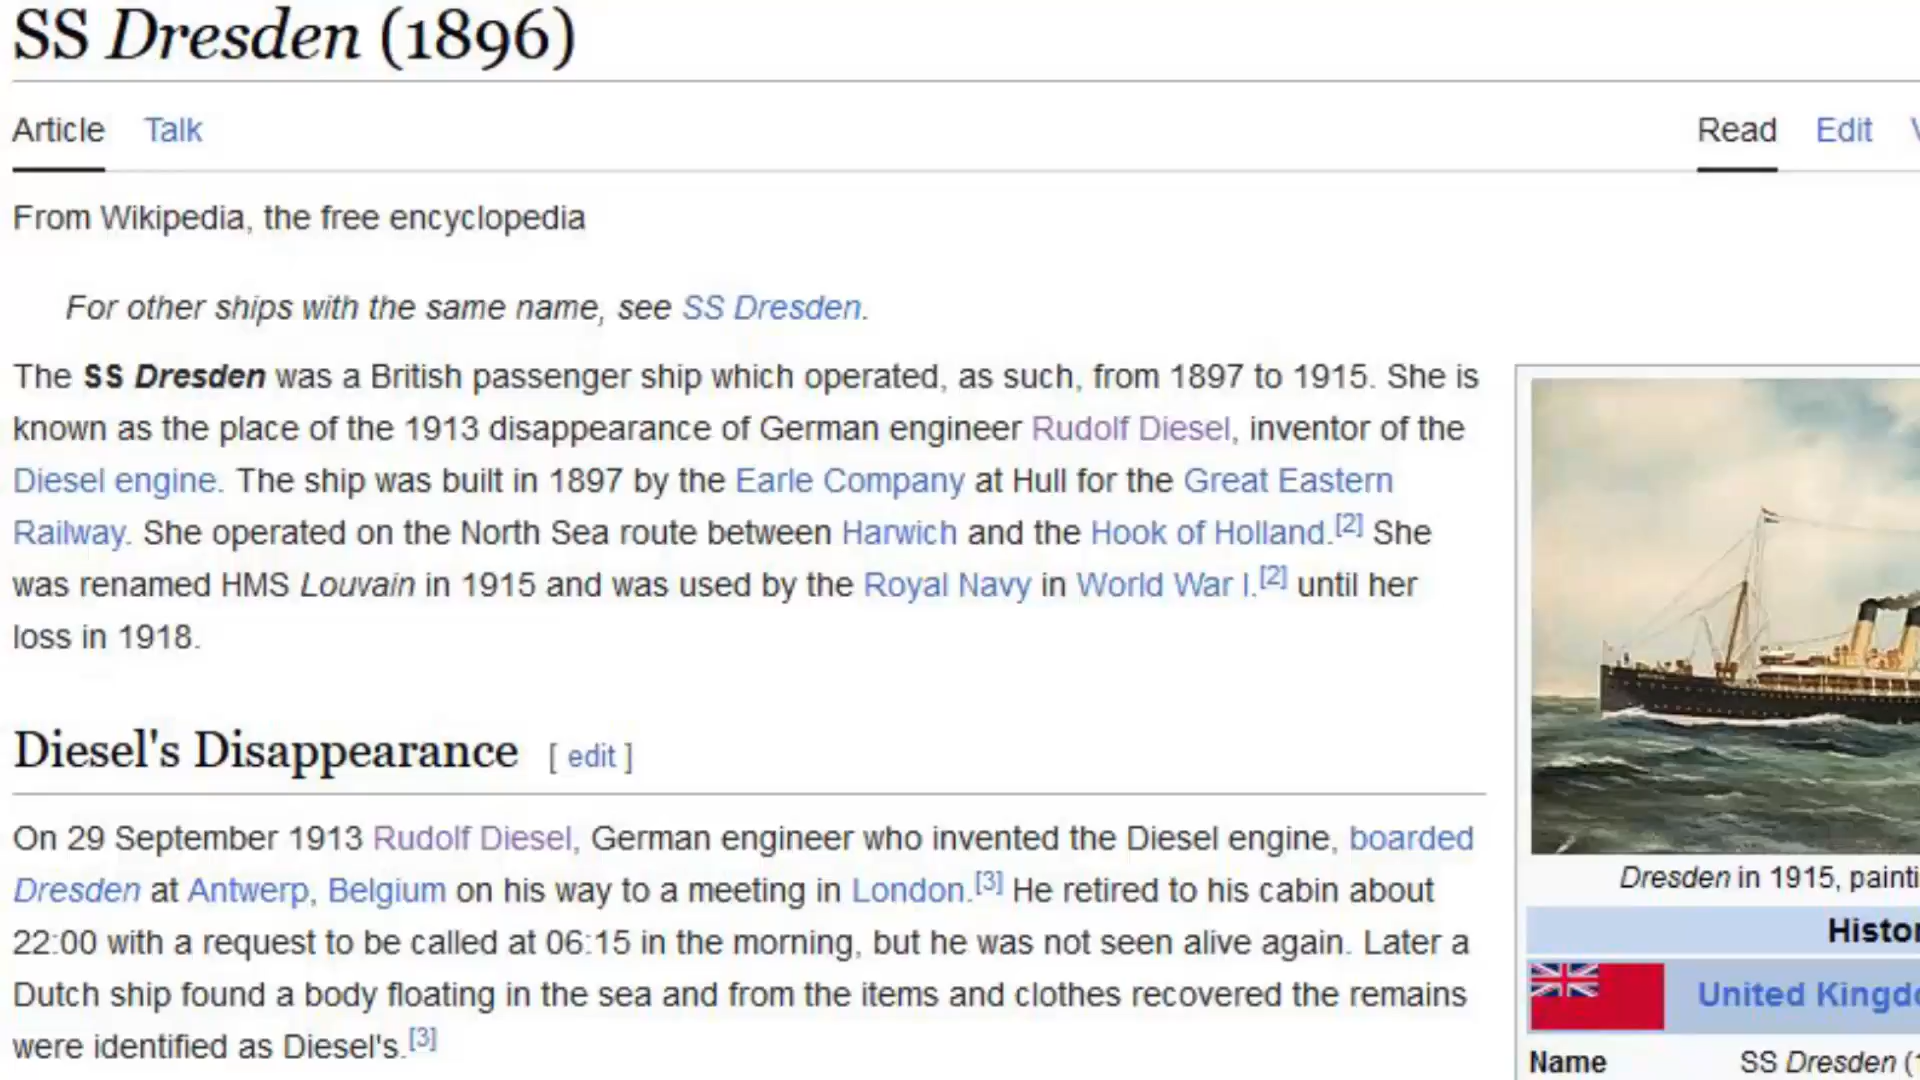 SS Dresden (1896)
Article Talk Read Edit
From Wikipedia, the free encyclopedia
For other ships with the same name, see SS Dresden.
The SS Dresden was a British passenger ship which operated, as such, from 1897 to 1915. She is
known as the place of the 1913 disappearance of German engineer Rudolf Diesel, inventor of the
Diesel engine. The ship was built in 1897 by the Earle Company at Hull for the Great Eastern
Railway. She operated on the North Sea route between Harwich and the Hook of Holland.[2] She
was renamed HMS Louvain in 1915 and was used by the Royal Navy in World War I.[2] until her
loss in 1918.
Diesel's Disappearance [ edit ]
On 29 September 1913 Rudolf Diesel, German engineer who invented the Diesel engine, boarded
Dresden at Antwerp, Belgium on his way to a meeting in London.[3] He retired to his cabin about
22:00 with a request to be called at 06:15 in the morning, but he was not seen alive again. Later a
Dutch ship found a body floating in the sea and from the items and clothes recovered the remains
were identified as Diesel's.[3]
Dresden in 1915, painti
Histor
United Kingd
Name SS Dresden (